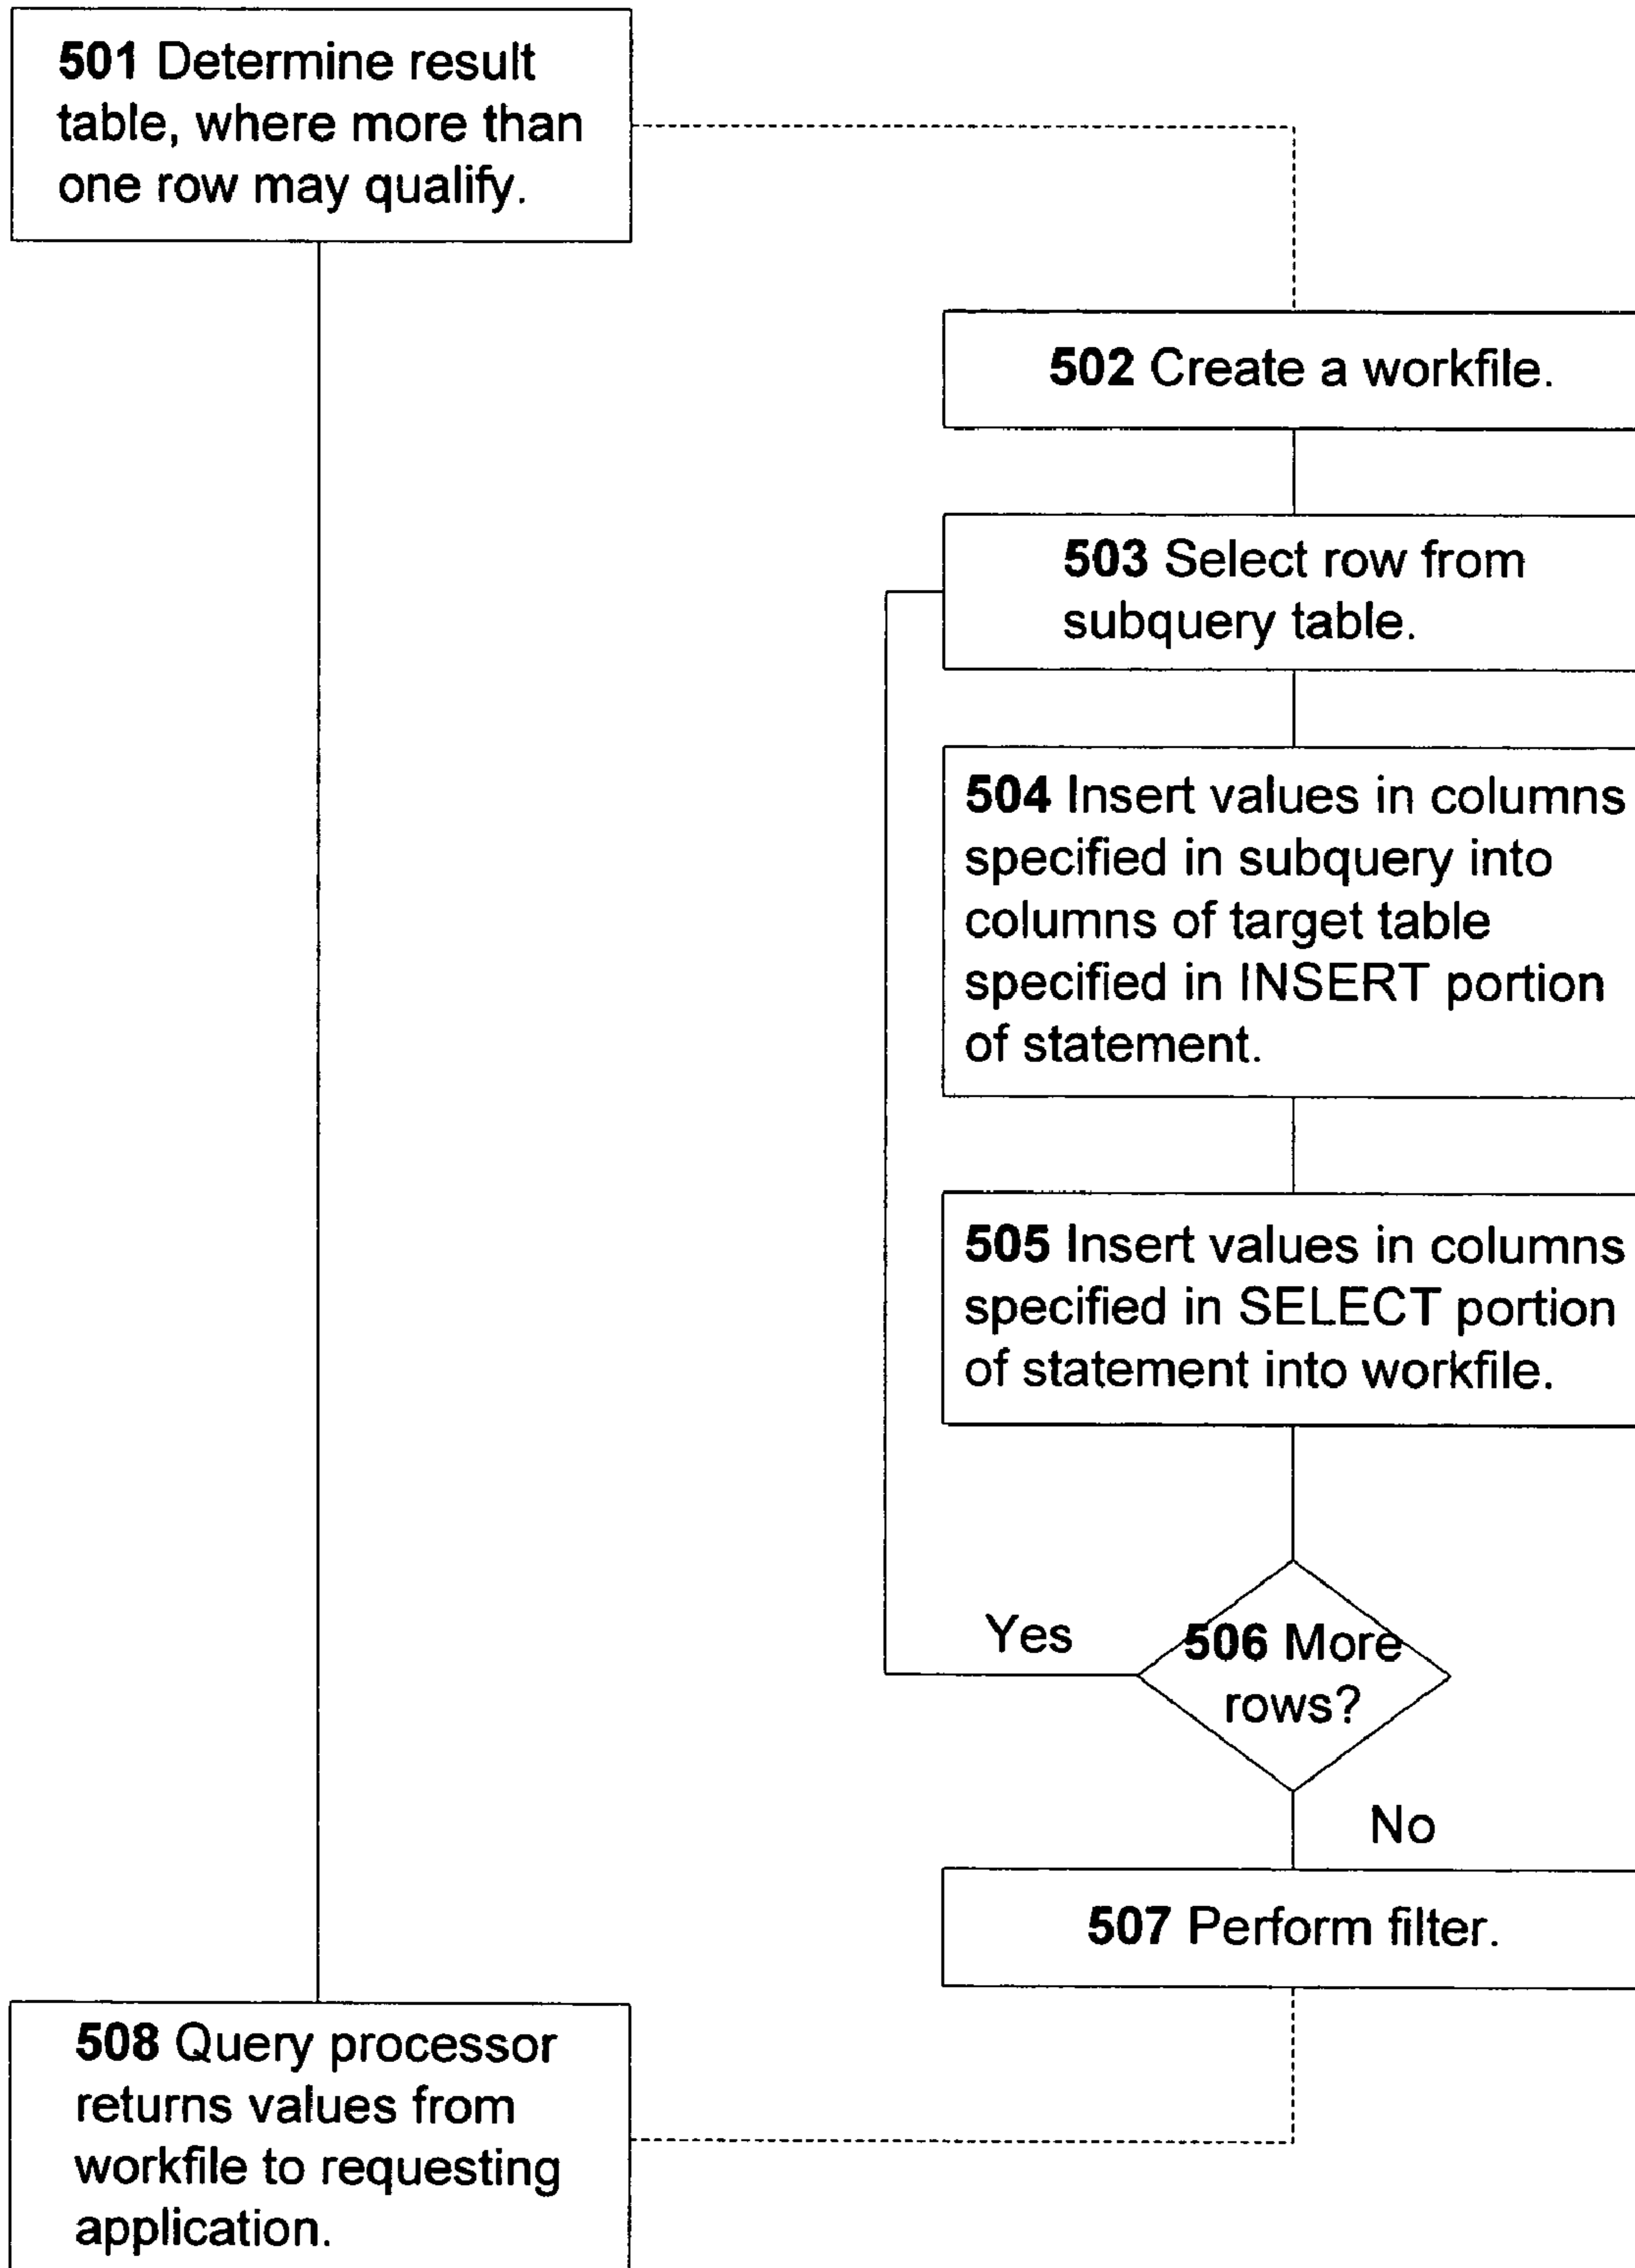 501 Determine result
table, where more than
one row may qualify.
502 Create a workfile.
503 Select row from
subquery table.
504 Insert values in columns
specified in subquery into
columns of target table
specified in INSERT portion
of statement.
505 Insert values in columns
specified in SELECT portion
of statement into workfile.
Yes
506 More
rows?
No
507 Perform filter.
508 Query processor
returns values from
workfile to requesting
application.